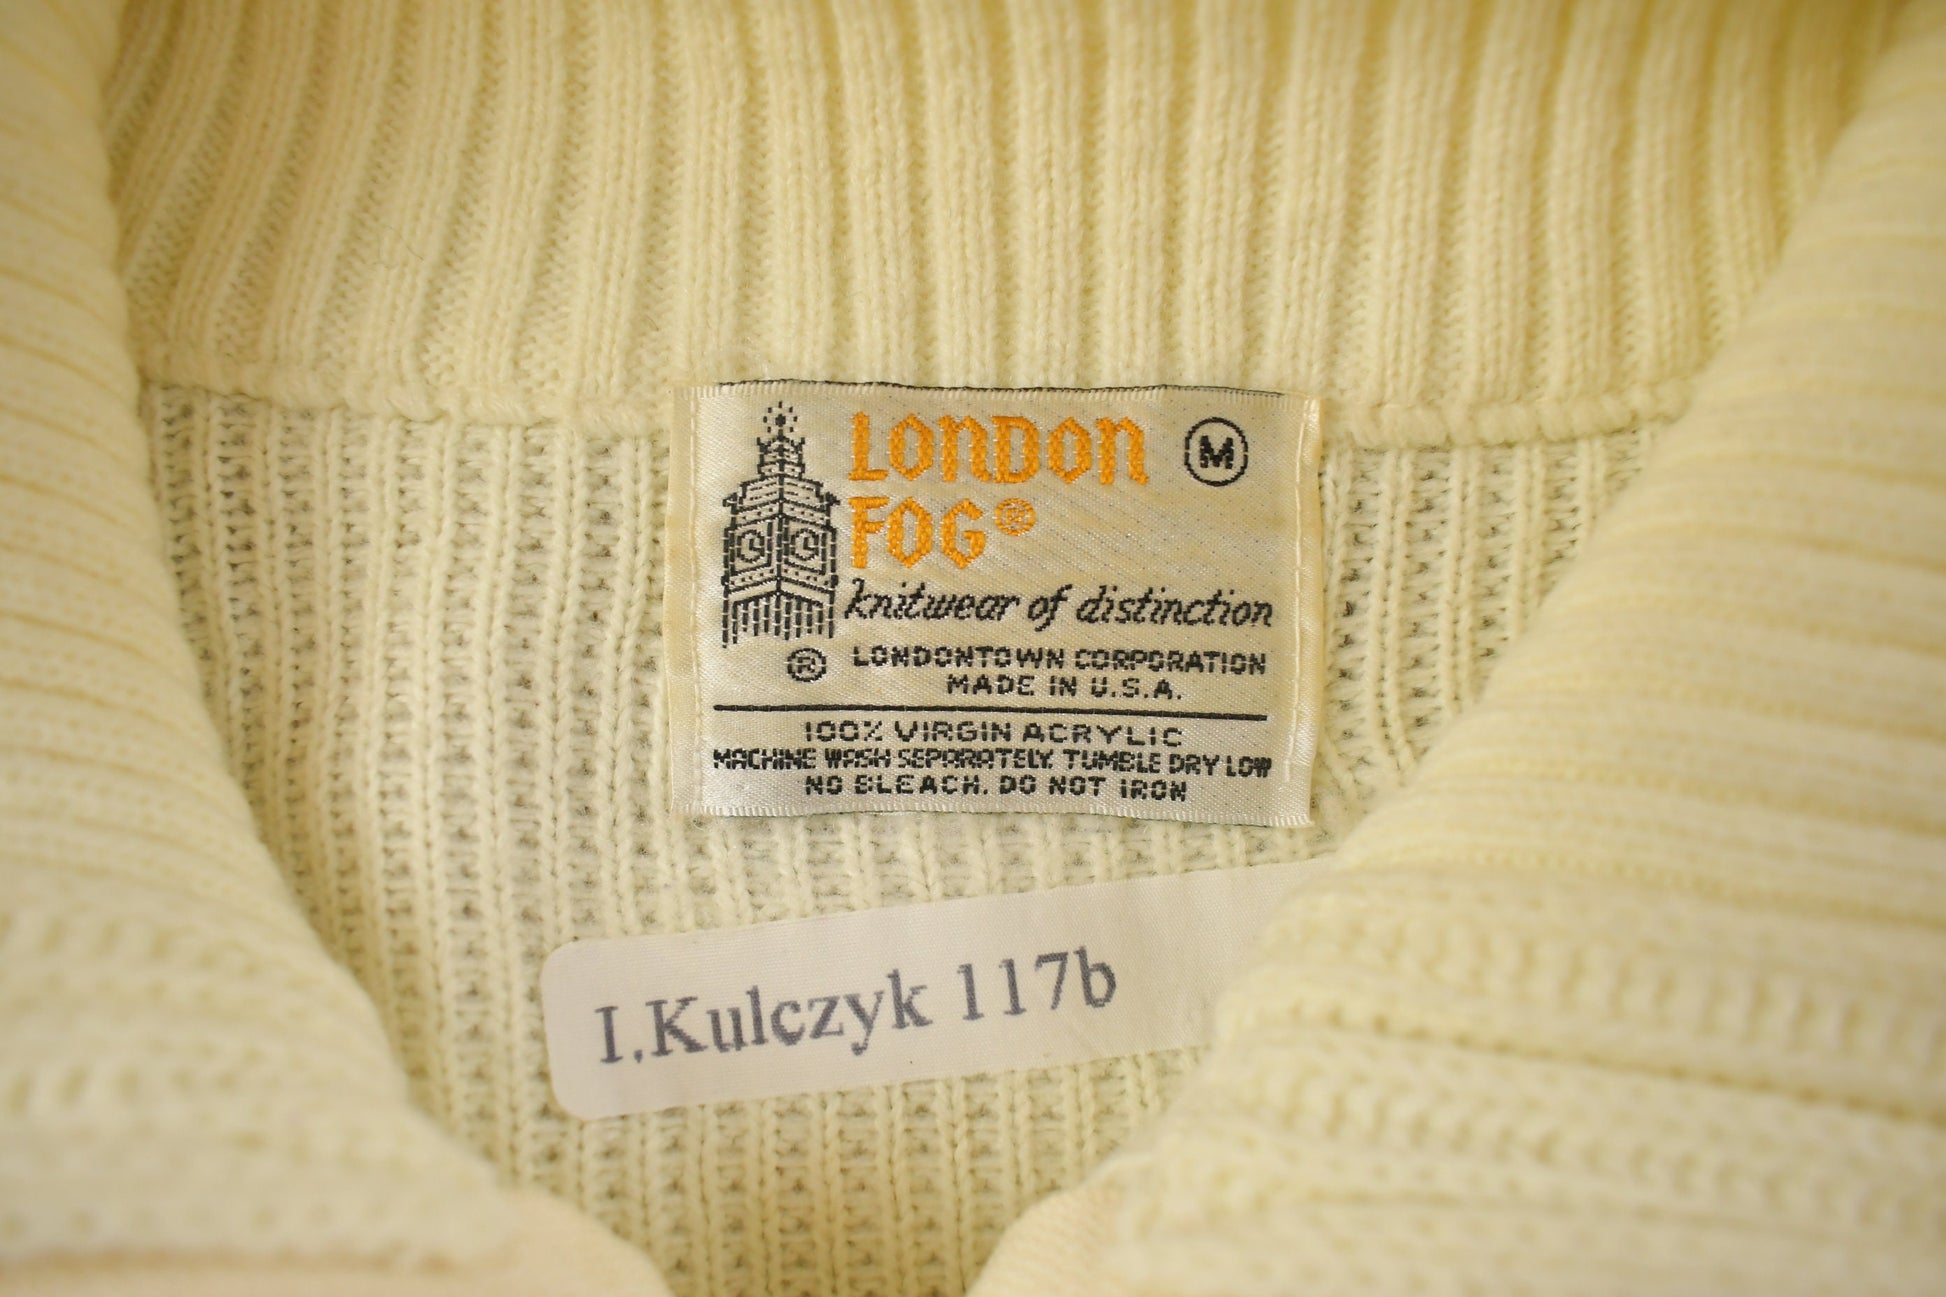 LONDON M
FOG®
knitwear of distinction
® LONDONTOWN CORPORATION
MADE IN U.S.A.
100% VIRGIN ACRYLIC
MACHINE WASH SEPARATELY. TUMBLE DRY LOW
NO BLEACH. DO NOT IRON
I.Kulczyk 117b